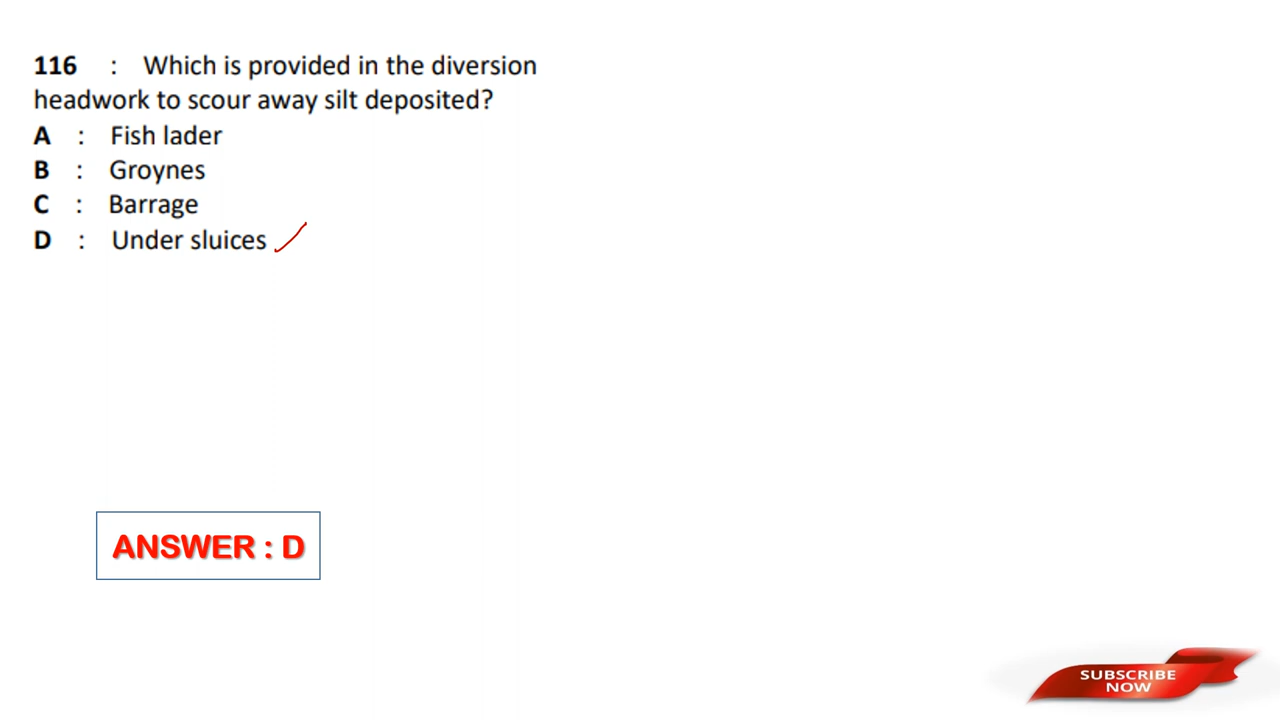 116 : Which is provided in the diversion
headwork to scour away silt deposited?
A : Fish lader
B : Groynes
C : Barrage
D : Under sluices
ANSWER : D
SUBSCRIBE
NOW